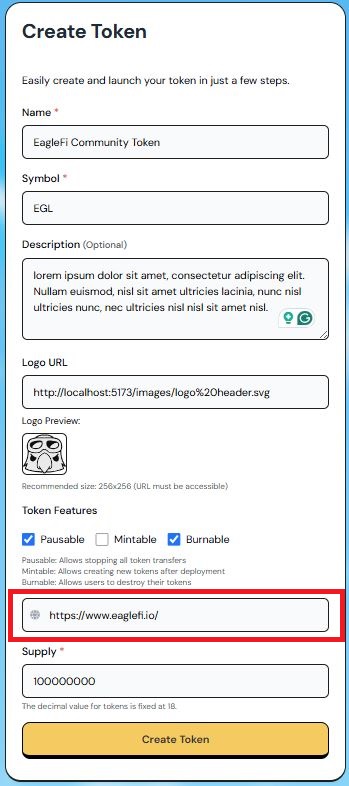 Create Token
Easily create and launch your token in just a few steps.
Name *
EagleFi Community Token
Symbol *
EGL
Description (Optional)
lorem ipsum dolor sit amet, consectetur adipiscing elit.
Nullam euismod, nisl sit amet ultricies lacinia, nunc nisl
ultricies nunc, nec ultricies nisl nisl sit amet nisl.
Logo URL
http://localhost:5173/images/logo%20header.svg
Logo Preview:
Recommended size: 256x256 (URL must be accessible)
Token Features
Pausable Mintable Burnable
Pausable: Allows stopping all token transfers
Mintable: Allows creating new tokens after deployment
Burnable: Allows users to destroy their tokens
https://www.eaglefi.io/
Supply *
100000000
The decimal value for tokens is fixed at 18.
Create Token